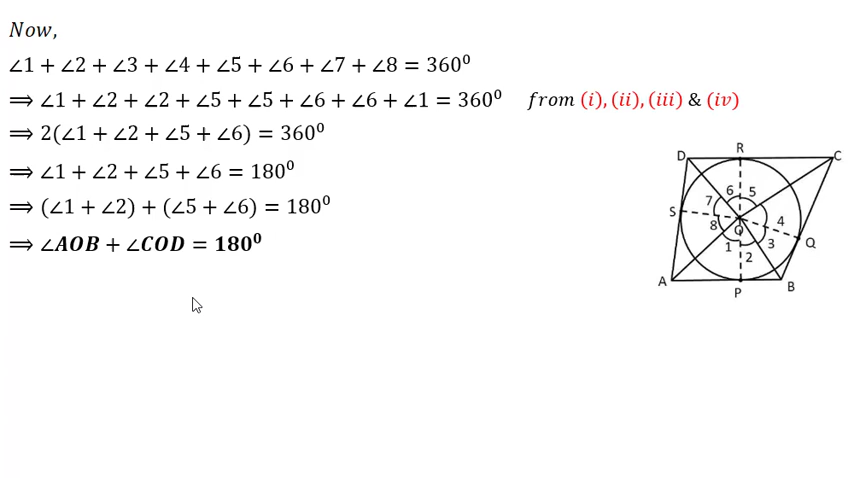 Now,
∠1 + ∠2 + ∠3 + ∠4 + ∠5 + ∠6 + ∠7 + ∠8 = 360⁰
⟹ ∠1 + ∠2 + ∠2 + ∠5 + ∠5 + ∠6 + ∠6 + ∠1 = 360⁰ from (i), (ii), (iii) & (iv)
⟹ 2(∠1 + ∠2 + ∠5 + ∠6) = 360⁰
⟹ ∠1 + ∠2 + ∠5 + ∠6 = 180⁰
⟹ (∠1 + ∠2) + (∠5 + ∠6) = 180⁰
⟹ ∠AOB + ∠COD = 180⁰
R
D C
6 5
7
S 4
O
8 3 Q
1 2
A B
P